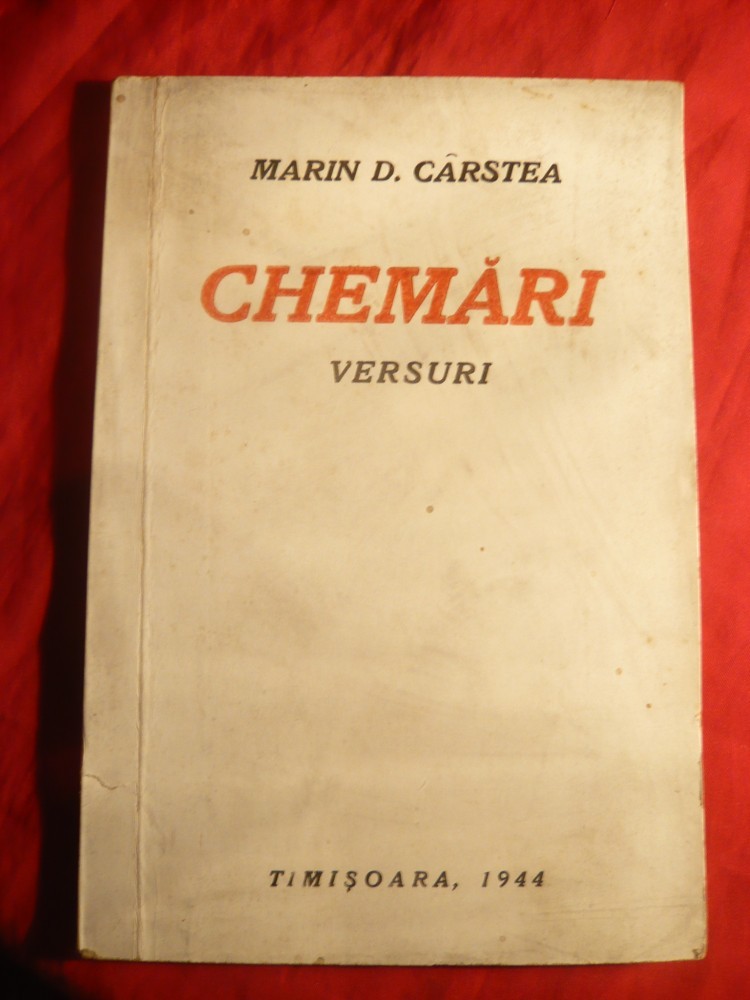 MARIN D. CÂRSTEA
CHEMĂRI
VERSURI
TIMIȘOARA, 1944